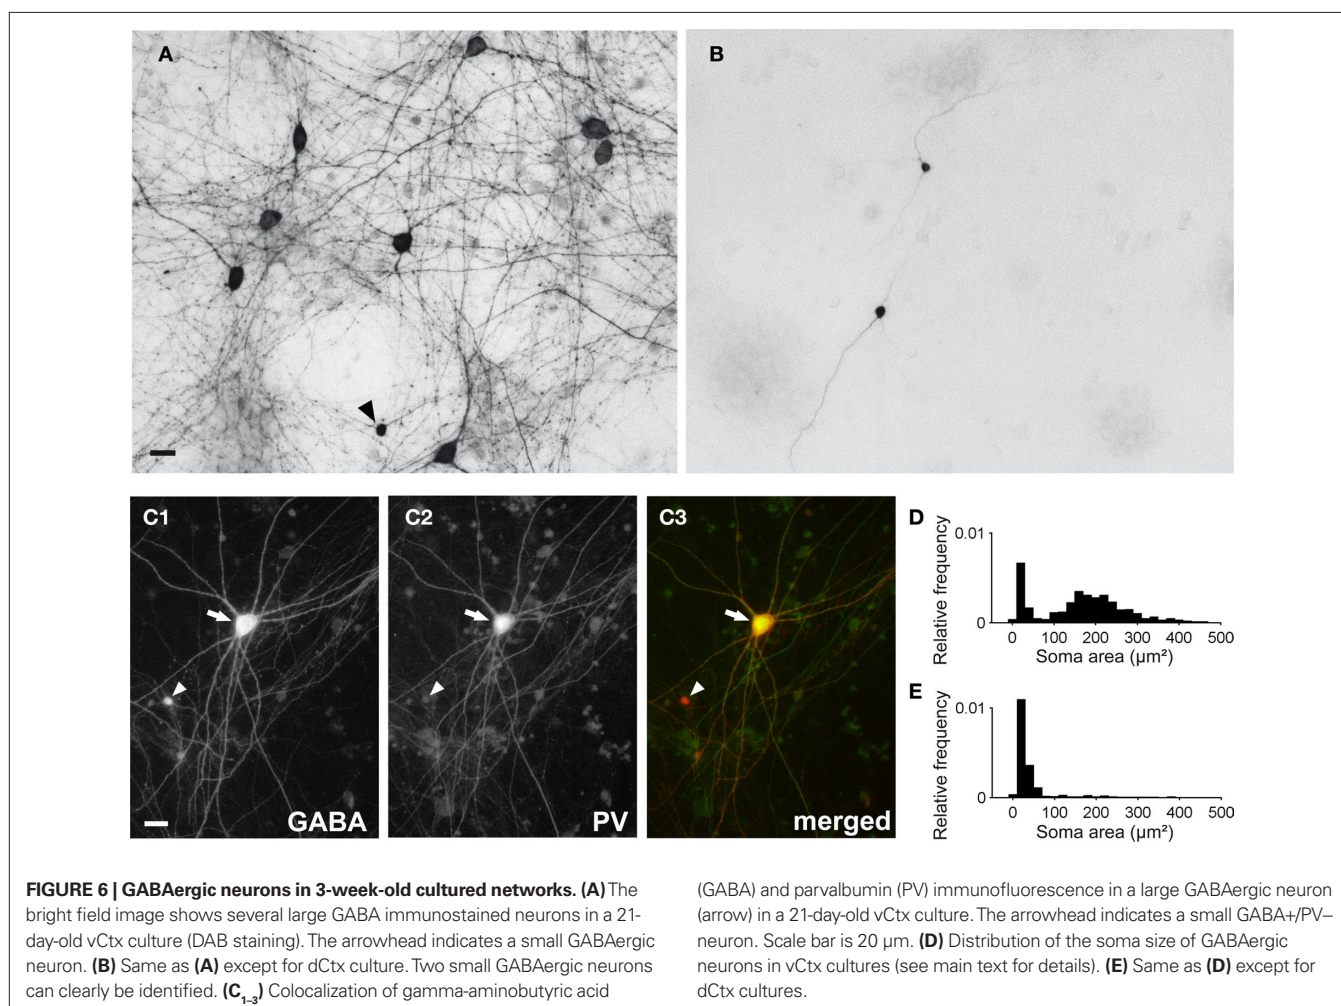 A
B
C1
C2
C3
GABA
PV
merged
D
0.01
0
Relative frequency
0 100 200 300 400 500
Soma area (µm²)
E
0.01
0
Relative frequency
0 100 200 300 400 500
Soma area (µm²)
FIGURE 6 | GABAergic neurons in 3-week-old cultured networks. (A) The
bright field image shows several large GABA immunostained neurons in a 21-
day-old vCtx culture (DAB staining). The arrowhead indicates a small GABAergic
neuron. (B) Same as (A) except for dCtx culture. Two small GABAergic neurons
can clearly be identified. (C1–3) Colocalization of gamma-aminobutyric acid
(GABA) and parvalbumin (PV) immunofluorescence in a large GABAergic neuron
(arrow) in a 21-day-old vCtx culture. The arrowhead indicates a small GABA+/PV–
neuron. Scale bar is 20 µm. (D) Distribution of the soma size of GABAergic
neurons in vCtx cultures (see main text for details). (E) Same as (D) except for
dCtx cultures.